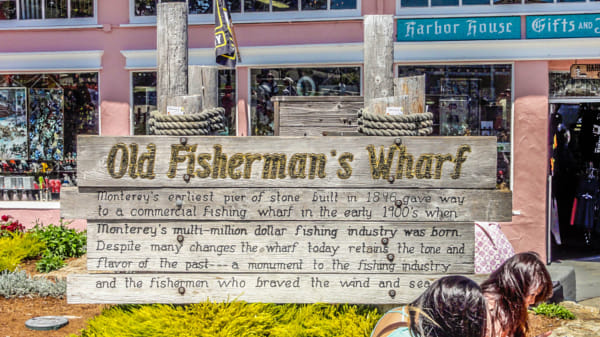 Harbor House
Gifts AND
Old Fisherman's Wharf
Monterey's earliest pier of stone built in 1846 gave way
to a commercial fishing wharf in the early 1900's when
Monterey's multi-million dollar fishing industry was born.
Despite many changes the wharf today retains the tone and
flavor of the past--- a monument to the fishing industry
and the fishermen who braved the wind and sea.